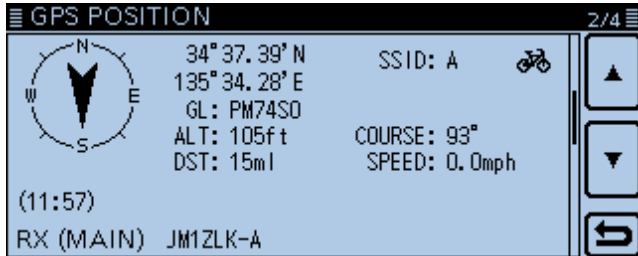 GPS POSITION 2/4
N
W E
S
34°37.39'N SSID: A
135°34.28'E
GL: PM74SO
ALT: 105ft COURSE: 93°
DST: 15ml SPEED: 0.0mph
(11:57)
RX (MAIN) JM1ZLK-A